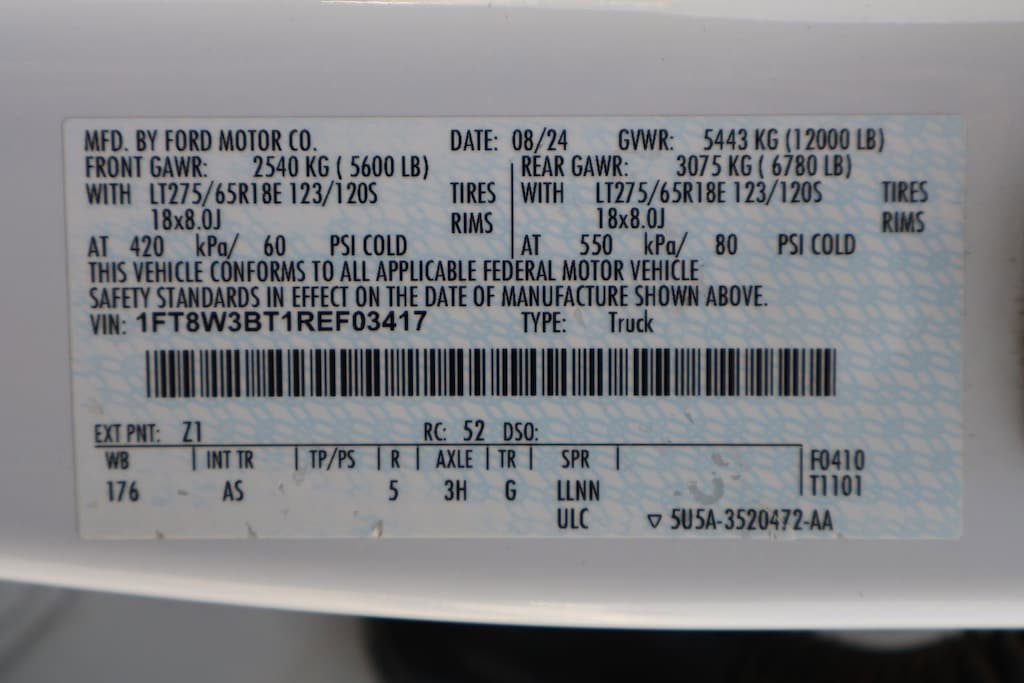 MFD. BY FORD MOTOR CO. DATE: 08/24 GVWR: 5443 KG (12000 LB)
FRONT GAWR: 2540 KG ( 5600 LB) REAR GAWR: 3075 KG ( 6780 LB)
WITH LT275/65R18E 123/120S TIRES WITH LT275/65R18E 123/120S TIRES
18x8.0J RIMS 18x8.0J RIMS
AT 420 kPa/ 60 PSI COLD AT 550 kPa/ 80 PSI COLD
THIS VEHICLE CONFORMS TO ALL APPLICABLE FEDERAL MOTOR VEHICLE
SAFETY STANDARDS IN EFFECT ON THE DATE OF MANUFACTURE SHOWN ABOVE.
VIN: 1FT8W3BT1REF03417 TYPE: Truck
EXT PNT: Z1 RC: 52 DSO:
WB INT TR TP/PS R AXLE TR SPR F0410
176 AS 5 3H G LLNN T1101
ULC ▽ 5U5A-3520472-AA